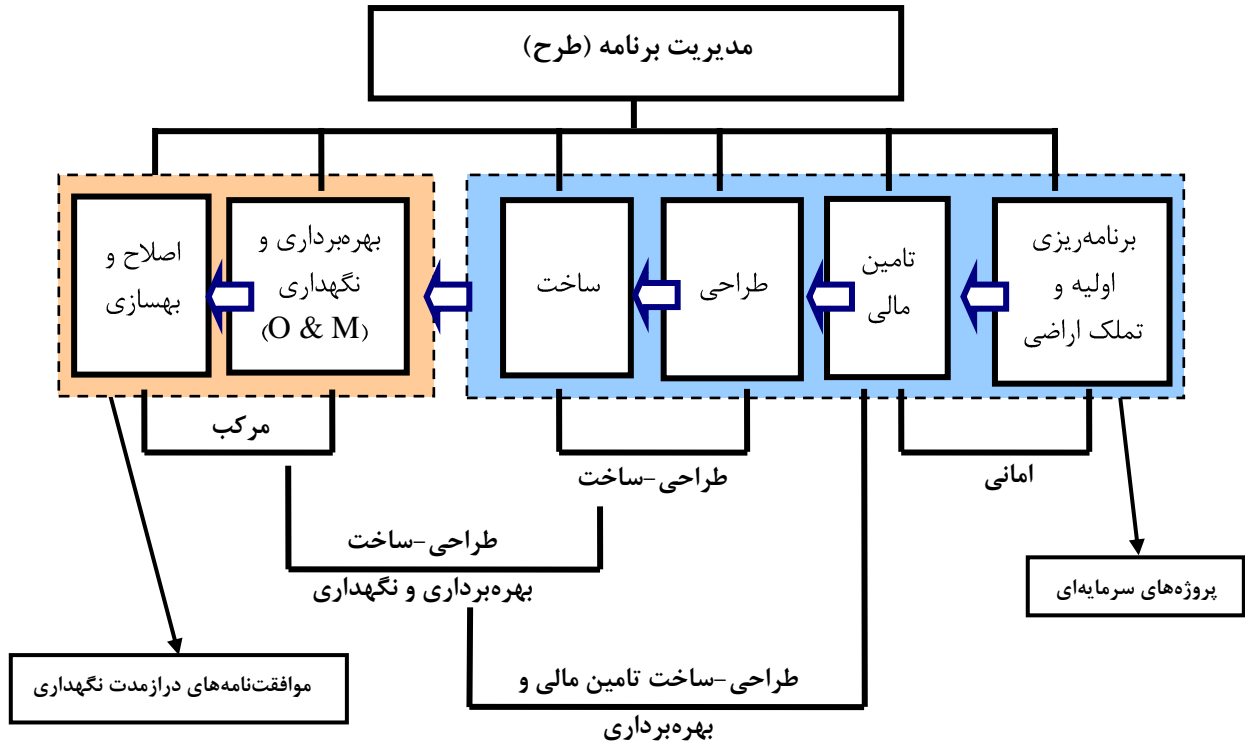 مدیریت برنامه (طرح)
برنامه‌ریزی
اولیه و
تملک اراضی
تامین
مالی
طراحی
ساخت
بهره‌برداری و
نگهداری
(O & M)
اصلاح و
بهسازی
امانی
طراحی-ساخت
مرکب
طراحی-ساخت
بهره‌برداری و نگهداری
طراحی-ساخت تامین مالی و
بهره‌برداری
پروژه‌های سرمایه‌ای
موافقت‌نامه‌های درازمدت نگهداری